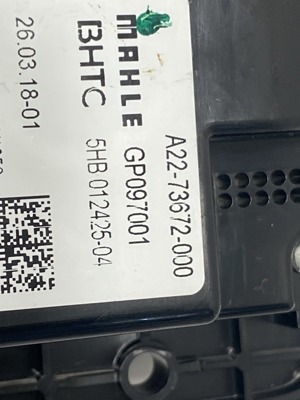 A22-73672-000
MAHLE GP097001
BHTC 5HB 012425-04
26.03.18-01